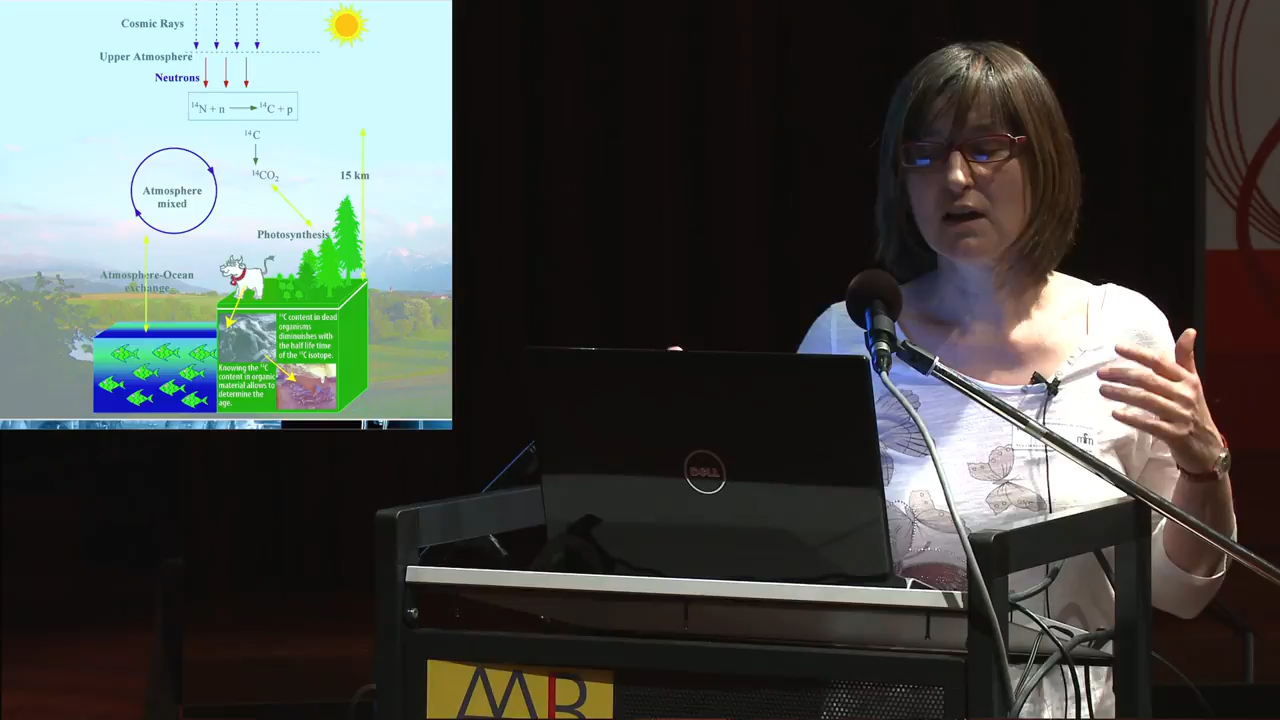 Cosmic Rays
Upper Atmosphere
Neutrons
¹⁴N + n → ¹⁴C + p
¹⁴C
¹⁴CO₂
15 km
Atmosphere
mixed
Photosynthesis
Atmosphere-Ocean
exchange
¹⁴C content in dead
organisms
diminuishes with
the half life time
of the ¹⁴C isotope.
Knowing the ¹⁴C
content in organic
material allows to
determine the
age.
DELL
mim